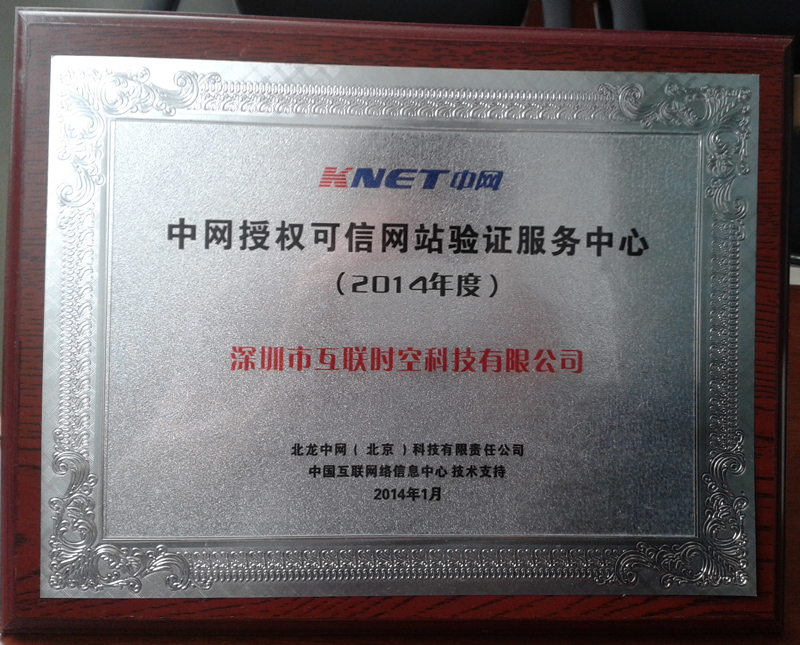 KNET中网
中网授权可信网站验证服务中心
（2014年度）
深圳市互联时空科技有限公司
北龙中网（北京）科技有限责任公司
中国互联网络信息中心 技术支持
2014年1月